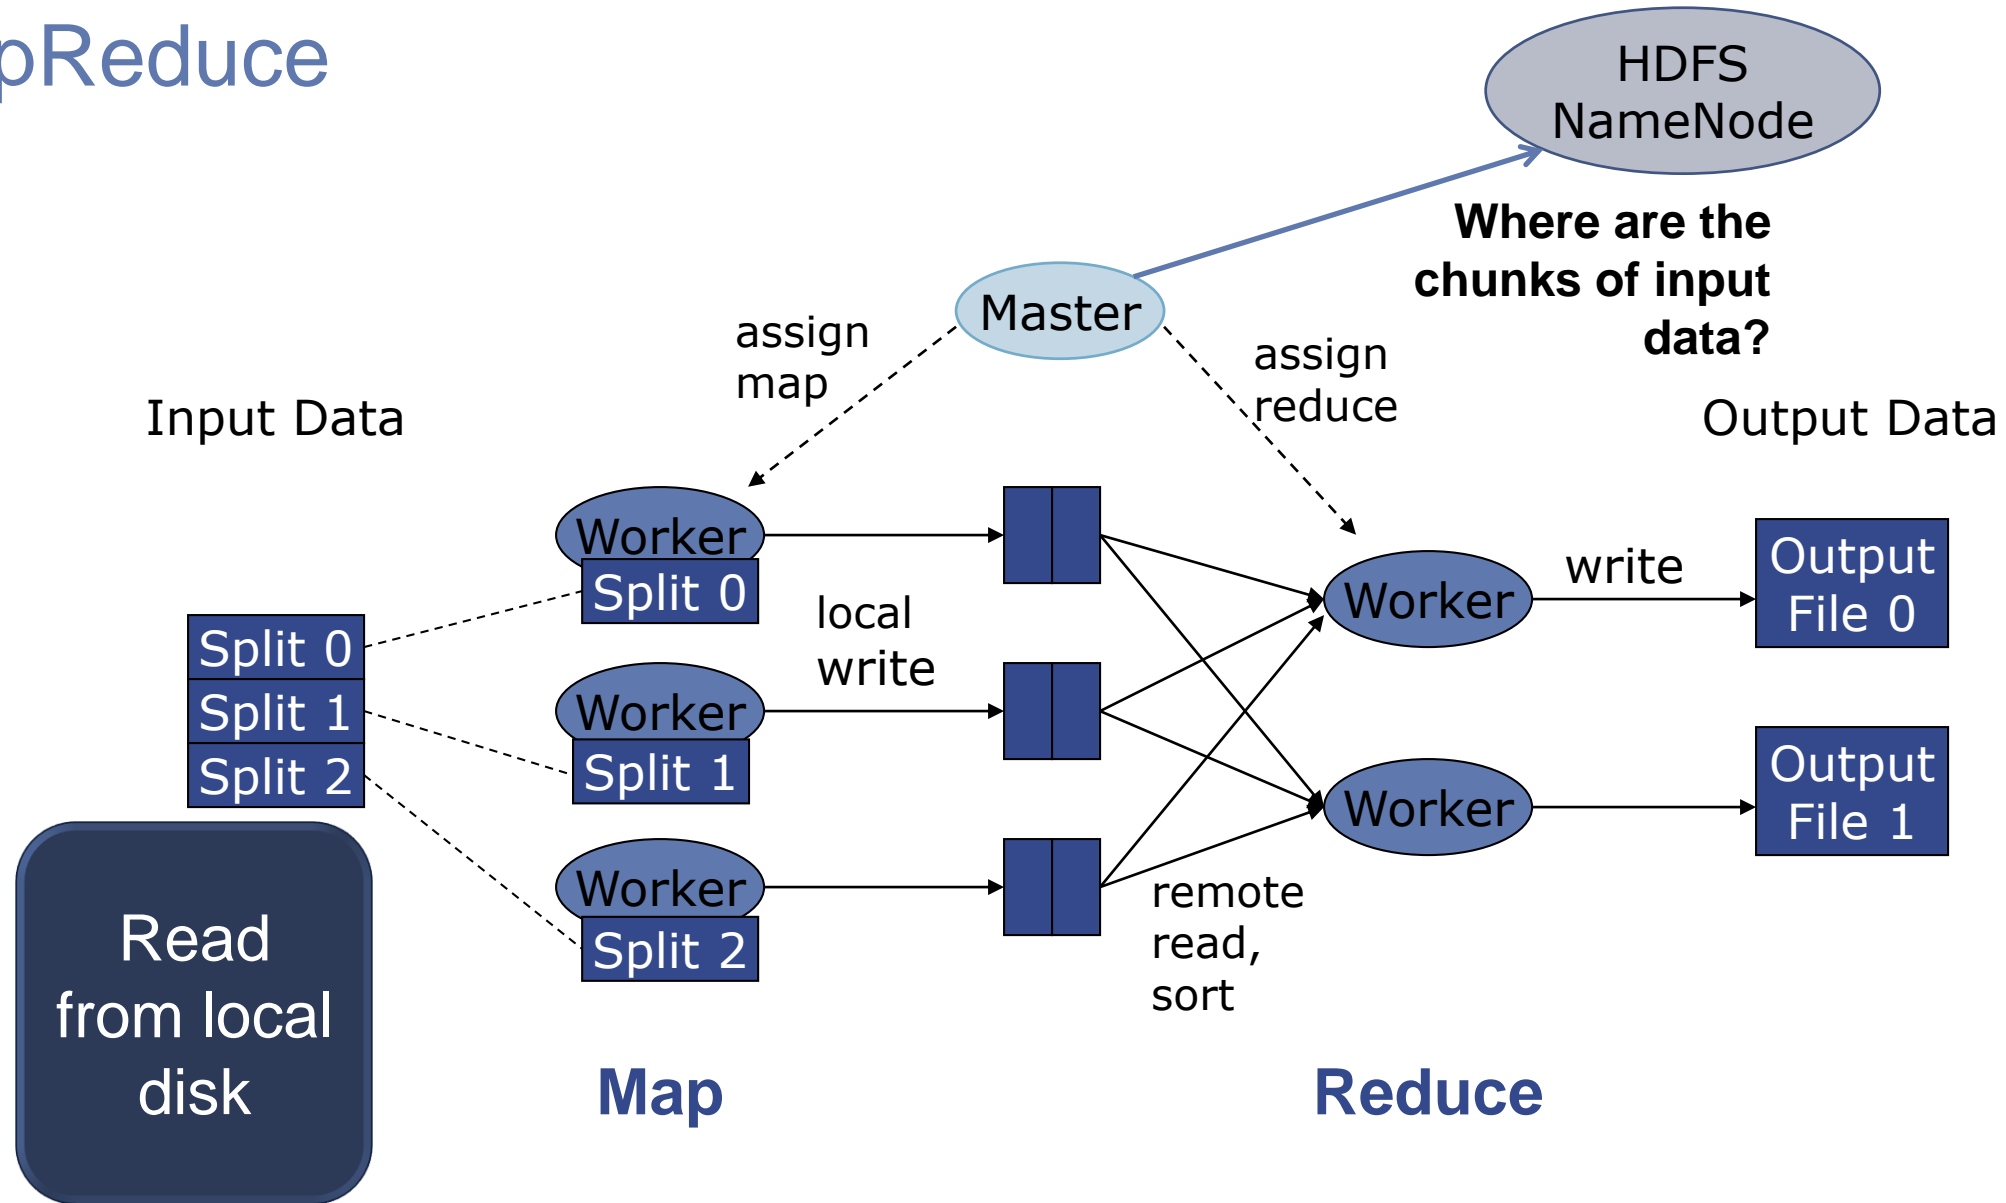 pReduce
HDFS
NameNode
Where are the
chunks of input
data?
Master
assign
map
assign
reduce
Input Data
Output Data
Worker
Split 0
Worker
Split 1
Worker
Split 2
Split 0
Split 1
Split 2
local
write
Worker
write
Output
File 0
Worker
Output
File 1
remote
read,
sort
Read
from local
disk
Map
Reduce